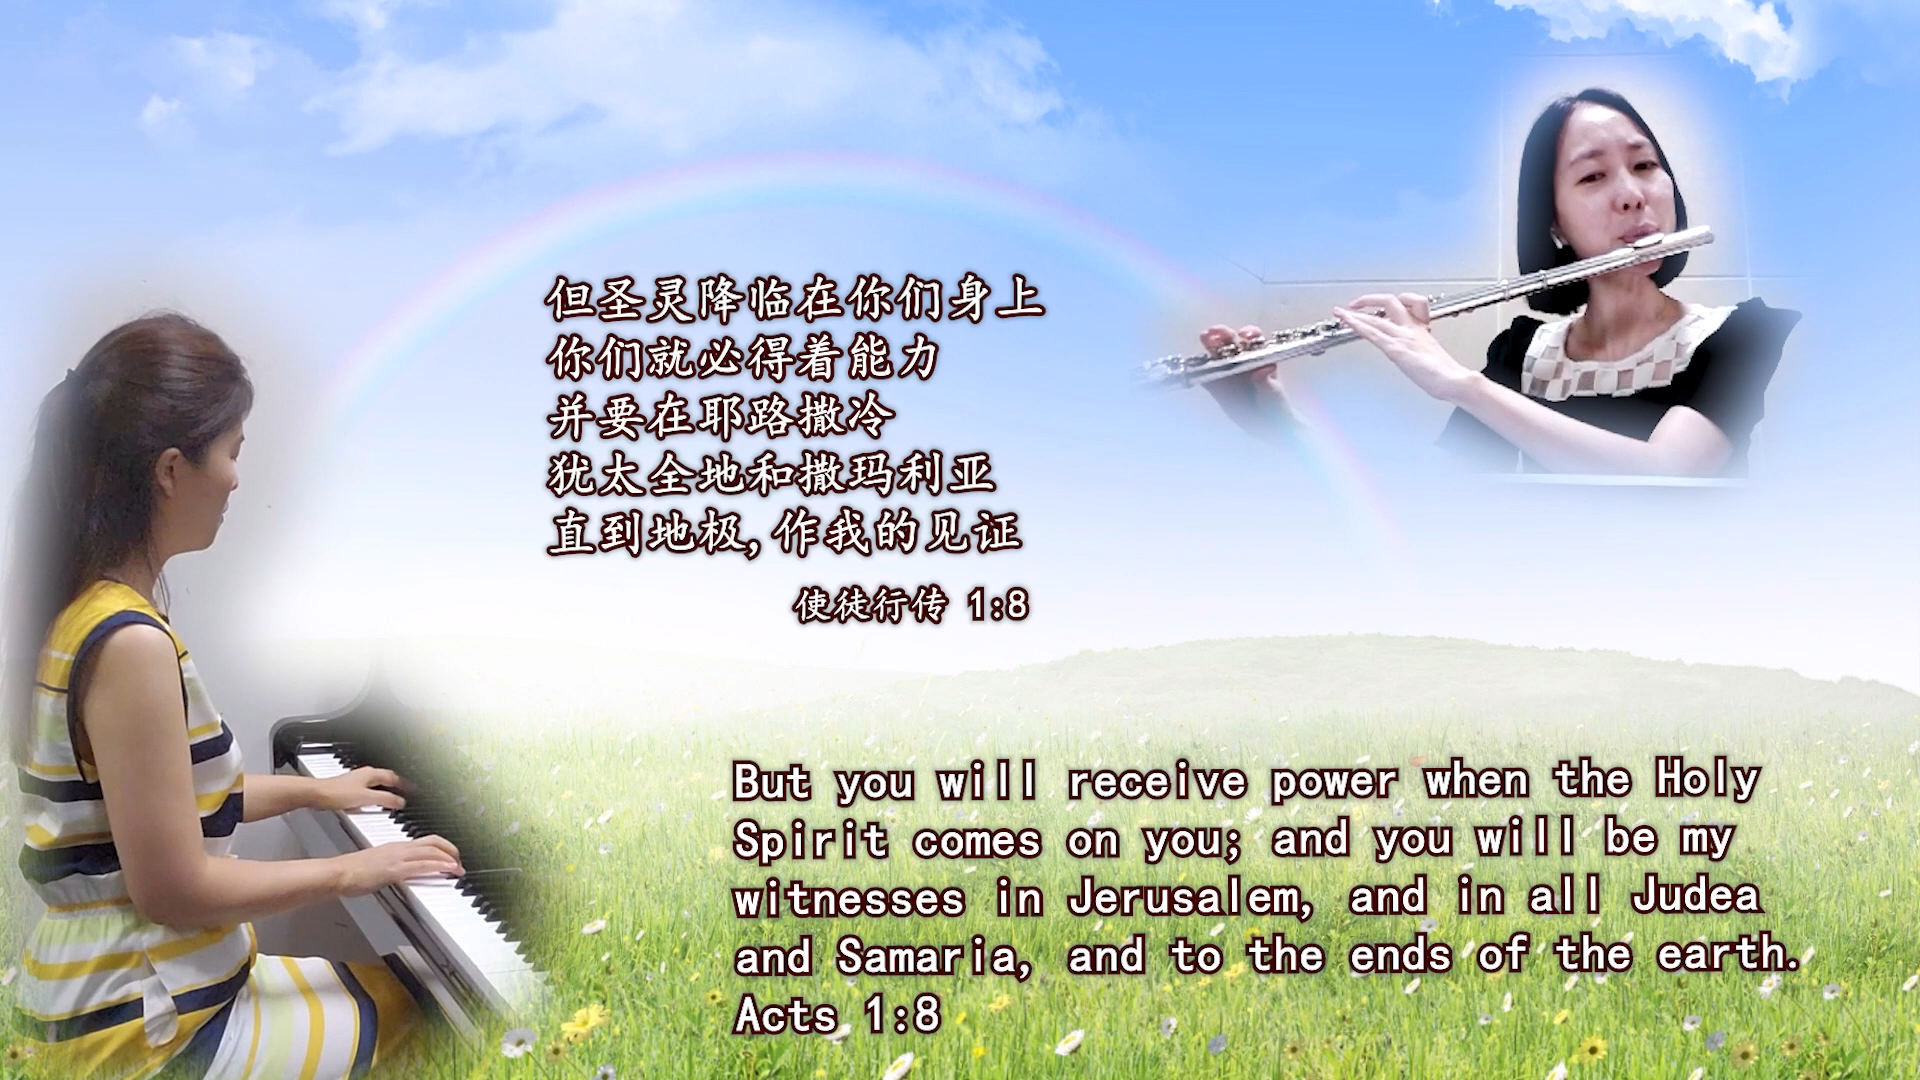 但圣灵降临在你们身上
你们就必得着能力
并要在耶路撒冷
犹太全地和撒玛利亚
直到地极,作我的见证
使徒行传 1:8
But you will receive power when the Holy
Spirit comes on you; and you will be my
witnesses in Jerusalem, and in all Judea
and Samaria, and to the ends of the earth.
Acts 1:8